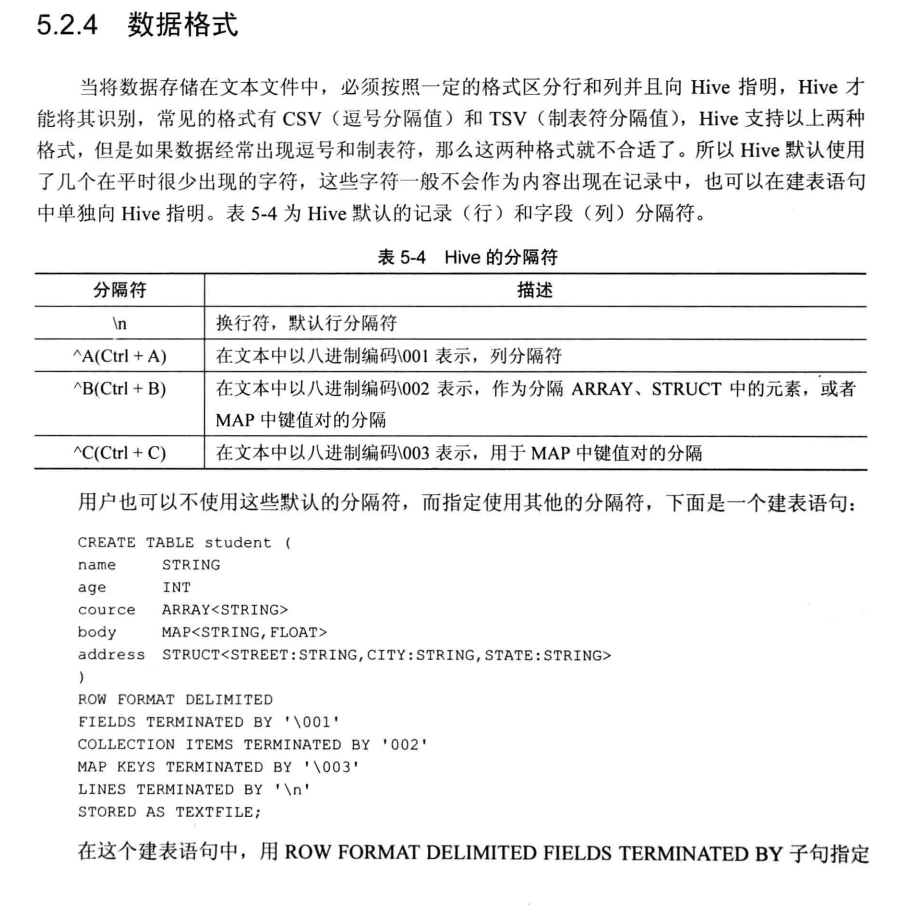 5.2.4 数据格式
当将数据存储在文本文件中，必须按照一定的格式区分行和列并且向 Hive 指明，Hive 才
能将其识别，常见的格式有 CSV（逗号分隔值）和 TSV（制表符分隔值），Hive 支持以上两种
格式，但是如果数据经常出现逗号和制表符，那么这两种格式就不合适了。所以 Hive 默认使用
了几个在平时很少出现的字符，这些字符一般不会作为内容出现在记录中，也可以在建表语句
中单独向 Hive 指明。表 5-4 为 Hive 默认的记录（行）和字段（列）分隔符。
表 5-4 Hive 的分隔符
分隔符 描述
\n 换行符，默认行分隔符
^A(Ctrl + A) 在文本中以八进制编码\001 表示，列分隔符
^B(Ctrl + B) 在文本中以八进制编码\002 表示，作为分隔 ARRAY、STRUCT 中的元素，或者
MAP 中键值对的分隔
^C(Ctrl + C) 在文本中以八进制编码\003 表示，用于 MAP 中键值对的分隔
用户也可以不使用这些默认的分隔符，而指定使用其他的分隔符，下面是一个建表语句：
CREATE TABLE student (
name STRING
age INT
cource ARRAY<STRING>
body MAP<STRING,FLOAT>
address STRUCT<STREET:STRING,CITY:STRING,STATE:STRING>
)
ROW FORMAT DELIMITED
FIELDS TERMINATED BY '\001'
COLLECTION ITEMS TERMINATED BY '002'
MAP KEYS TERMINATED BY '\003'
LINES TERMINATED BY '\n'
STORED AS TEXTFILE;
在这个建表语句中，用 ROW FORMAT DELIMITED FIELDS TERMINATED BY 子句指定